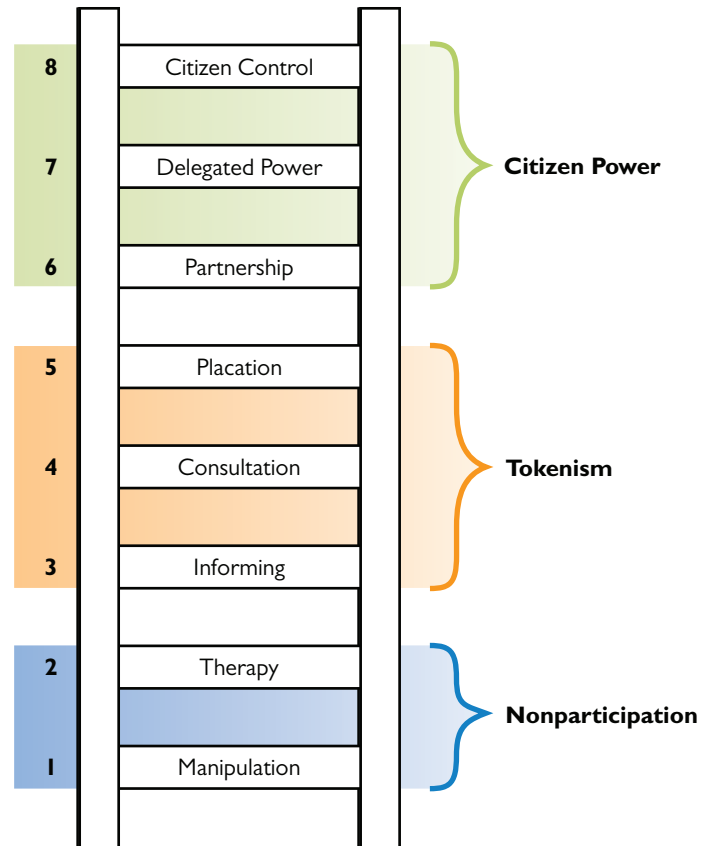 8 Citizen Control
7 Delegated Power
Citizen Power
6 Partnership
5 Placation
4 Consultation
Tokenism
3 Informing
2 Therapy
Nonparticipation
1 Manipulation